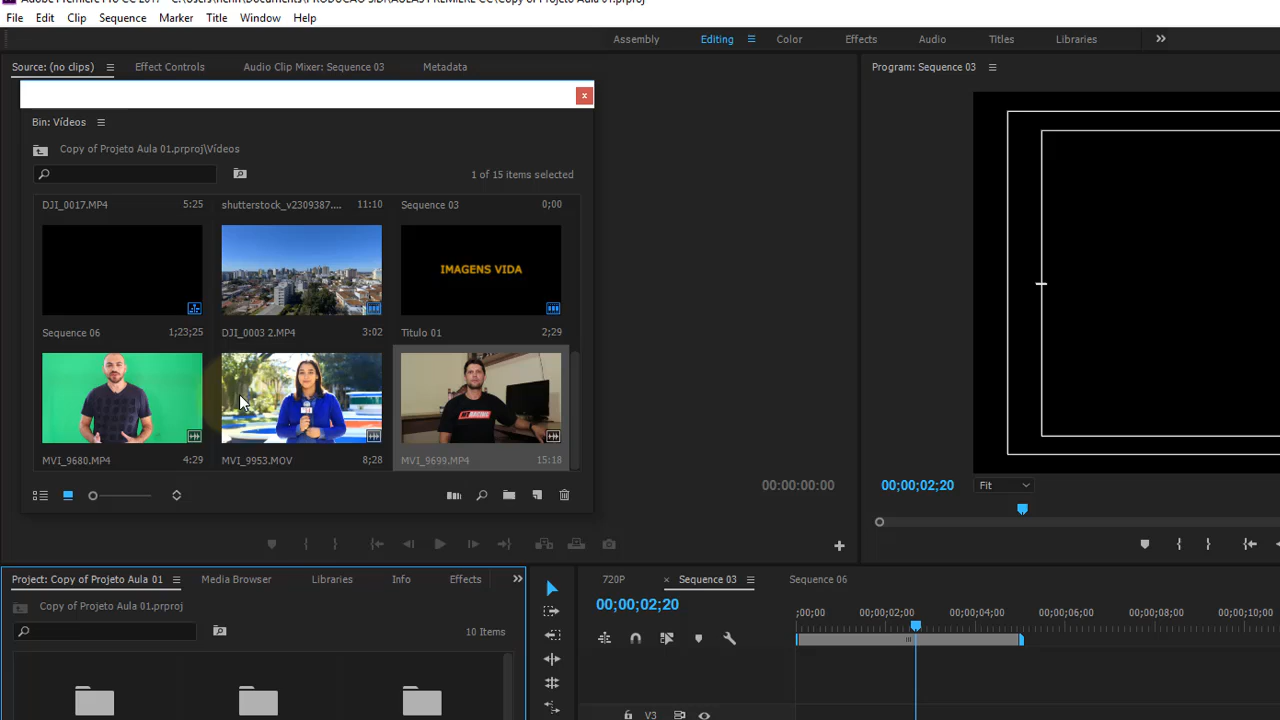 File Edit Clip Sequence Marker Title Window Help
Assembly Editing Color Effects Audio Titles Libraries
Source: (no clips) Effect Controls Audio Clip Mixer: Sequence 03 Metadata
Program: Sequence 03
Bin: Vídeos
Copy of Projeto Aula 01.prproj\Vídeos
1 of 15 items selected
DJI_0017.MP4 5:25 shutterstock_v2309387... 11:10 Sequence 03 0;00
IMAGENS VIDA
Sequence 06 1;23;25 DJI_0003 2.MP4 3:02 Titulo 01 2;29
MVI_9680.MP4 4:29 MVI_9953.MOV 8;28 MVI_9699.MP4 15:18
00:00:00:00
00;00;02;20 Fit
Project: Copy of Projeto Aula 01 Media Browser Libraries Info Effects
Copy of Projeto Aula 01.prproj
10 Items
720P × Sequence 03 Sequence 06
00;00;02;20
;00;00 00;00;02;00 00;00;04;00 00;00;06;00 00;00;08;00 00;00;10;00
V3